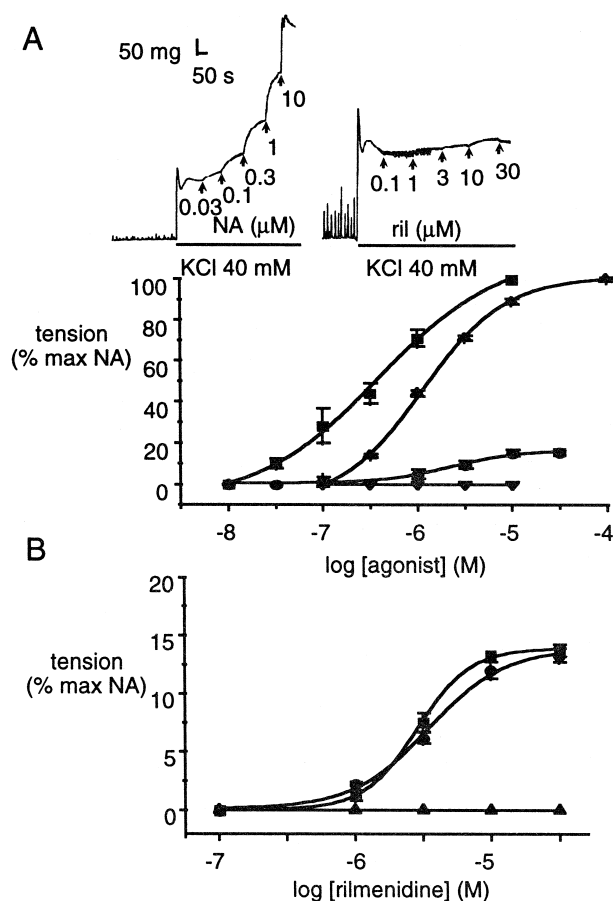 A
50 mg
50 s
10
1
0.3
0.1
0.03
NA (µM)
KCl 40 mM
0.1 1 3 10 30
ril (µM)
KCl 40 mM
100
80
60
40
20
0
tension
(% max NA)
-8 -7 -6 -5 -4
log [agonist] (M)
B
20
15
10
5
0
tension
(% max NA)
-7 -6 -5
log [rilmenidine] (M)